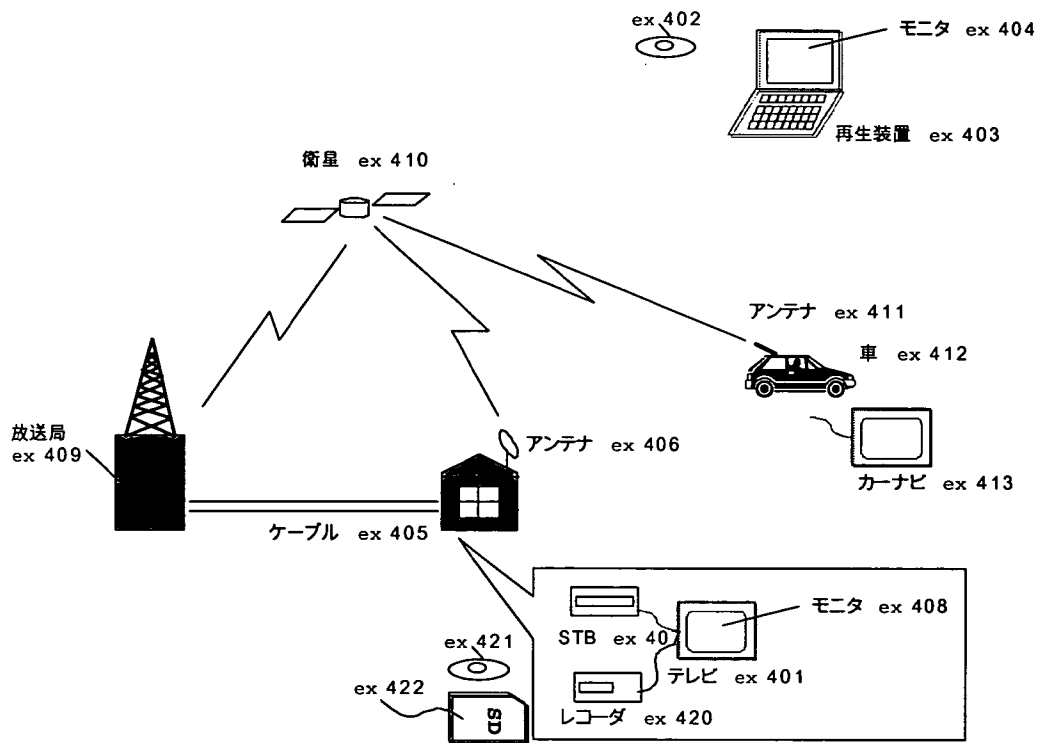 ex 402
モニタ ex 404
再生装置 ex 403
衛星 ex 410
アンテナ ex 411
車 ex 412
放送局
ex 409
アンテナ ex 406
カーナビ ex 413
ケーブル ex 405
モニタ ex 408
STB ex 40
ex 421
テレビ ex 401
ex 422
SD
レコーダ ex 420